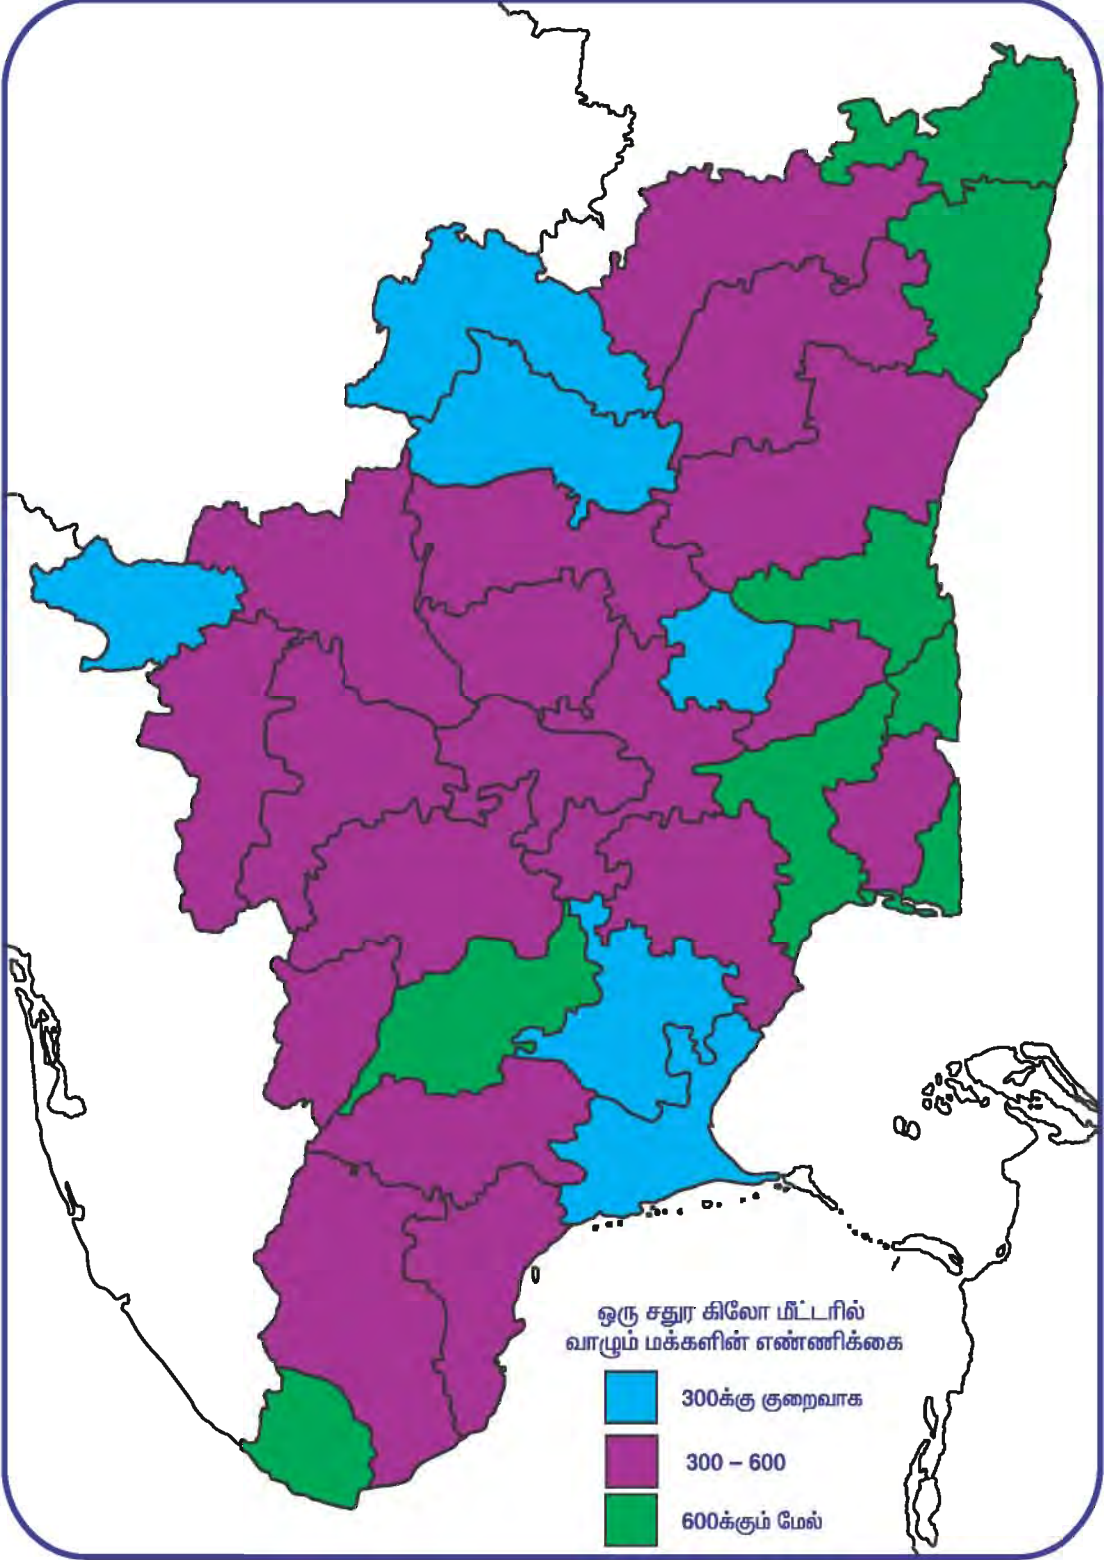 ஒரு சதுர கிலோ மீட்டரில்
வாழும் மக்களின் எண்ணிக்கை
300க்கு குறைவாக
300 – 600
600க்கும் மேல்